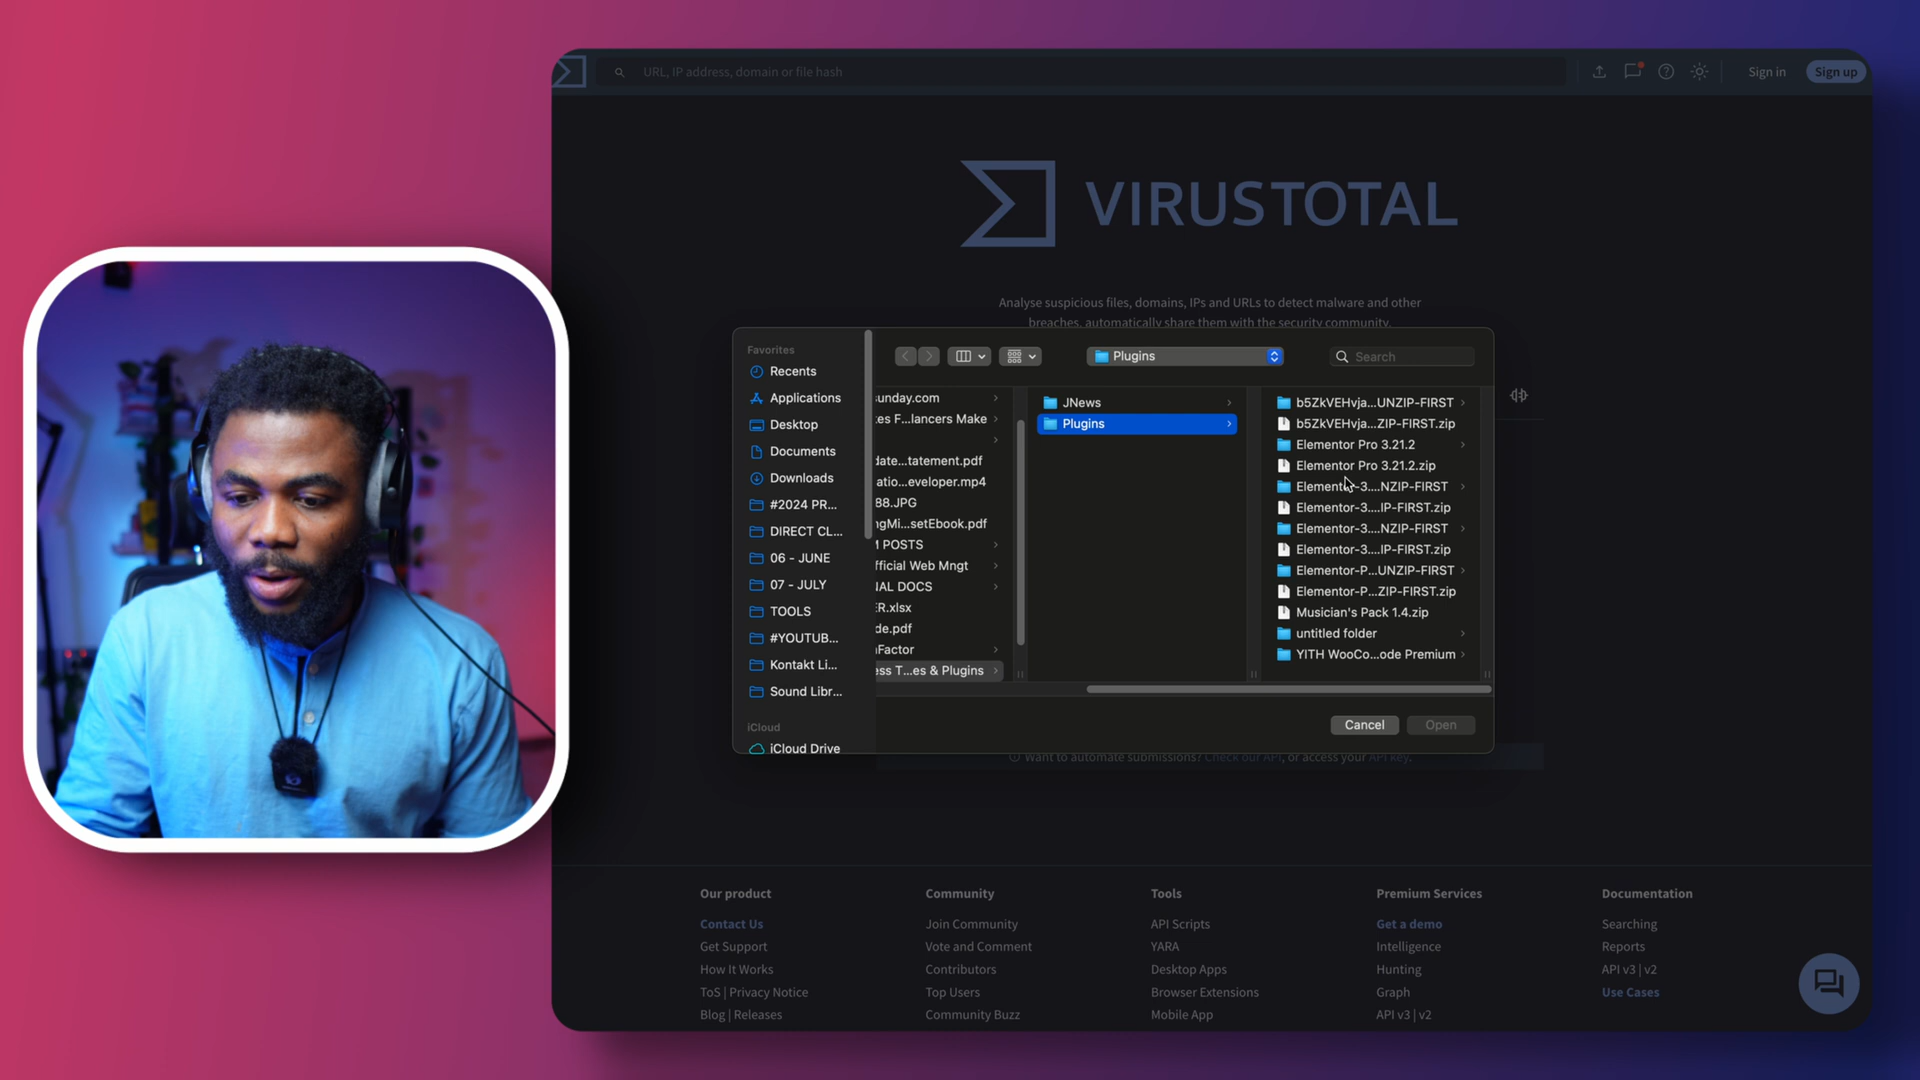 URL, IP address, domain or file hash
Sign in
Sign up
VIRUSTOTAL
Analyse suspicious files, domains, IPs and URLs to detect malware and other
breaches, automatically share them with the security community.
Favorites
Recents
Applications
Desktop
Documents
Downloads
#2024 PR...
DIRECT CL...
06 - JUNE
07 - JULY
TOOLS
#YOUTUB...
Kontakt Li...
Sound Libr...
iCloud
iCloud Drive
Plugins
Search
sunday.com
tes F...lancers Make
date...tatement.pdf
atio...eveloper.mp4
88.JPG
ngMi...setEbook.pdf
M POSTS
fficial Web Mngt
NAL DOCS
ER.xlsx
de.pdf
nFactor
ess T...es & Plugins
JNews
Plugins
b5ZkVEHvja...UNZIP-FIRST
b5ZkVEHvja...ZIP-FIRST.zip
Elementor Pro 3.21.2
Elementor Pro 3.21.2.zip
Elementor-3....NZIP-FIRST
Elementor-3....IP-FIRST.zip
Elementor-3....NZIP-FIRST
Elementor-3....IP-FIRST.zip
Elementor-P...UNZIP-FIRST
Elementor-P...ZIP-FIRST.zip
Musician's Pack 1.4.zip
untitled folder
YITH WooCo...ode Premium
Cancel
Open
Want to automate submissions? Check our API, or access your API key.
Our product
Contact Us
Get Support
How It Works
ToS | Privacy Notice
Blog | Releases
Community
Join Community
Vote and Comment
Contributors
Top Users
Community Buzz
Tools
API Scripts
YARA
Desktop Apps
Browser Extensions
Mobile App
Premium Services
Get a demo
Intelligence
Hunting
Graph
API v3 | v2
Documentation
Searching
Reports
API v3 | v2
Use Cases